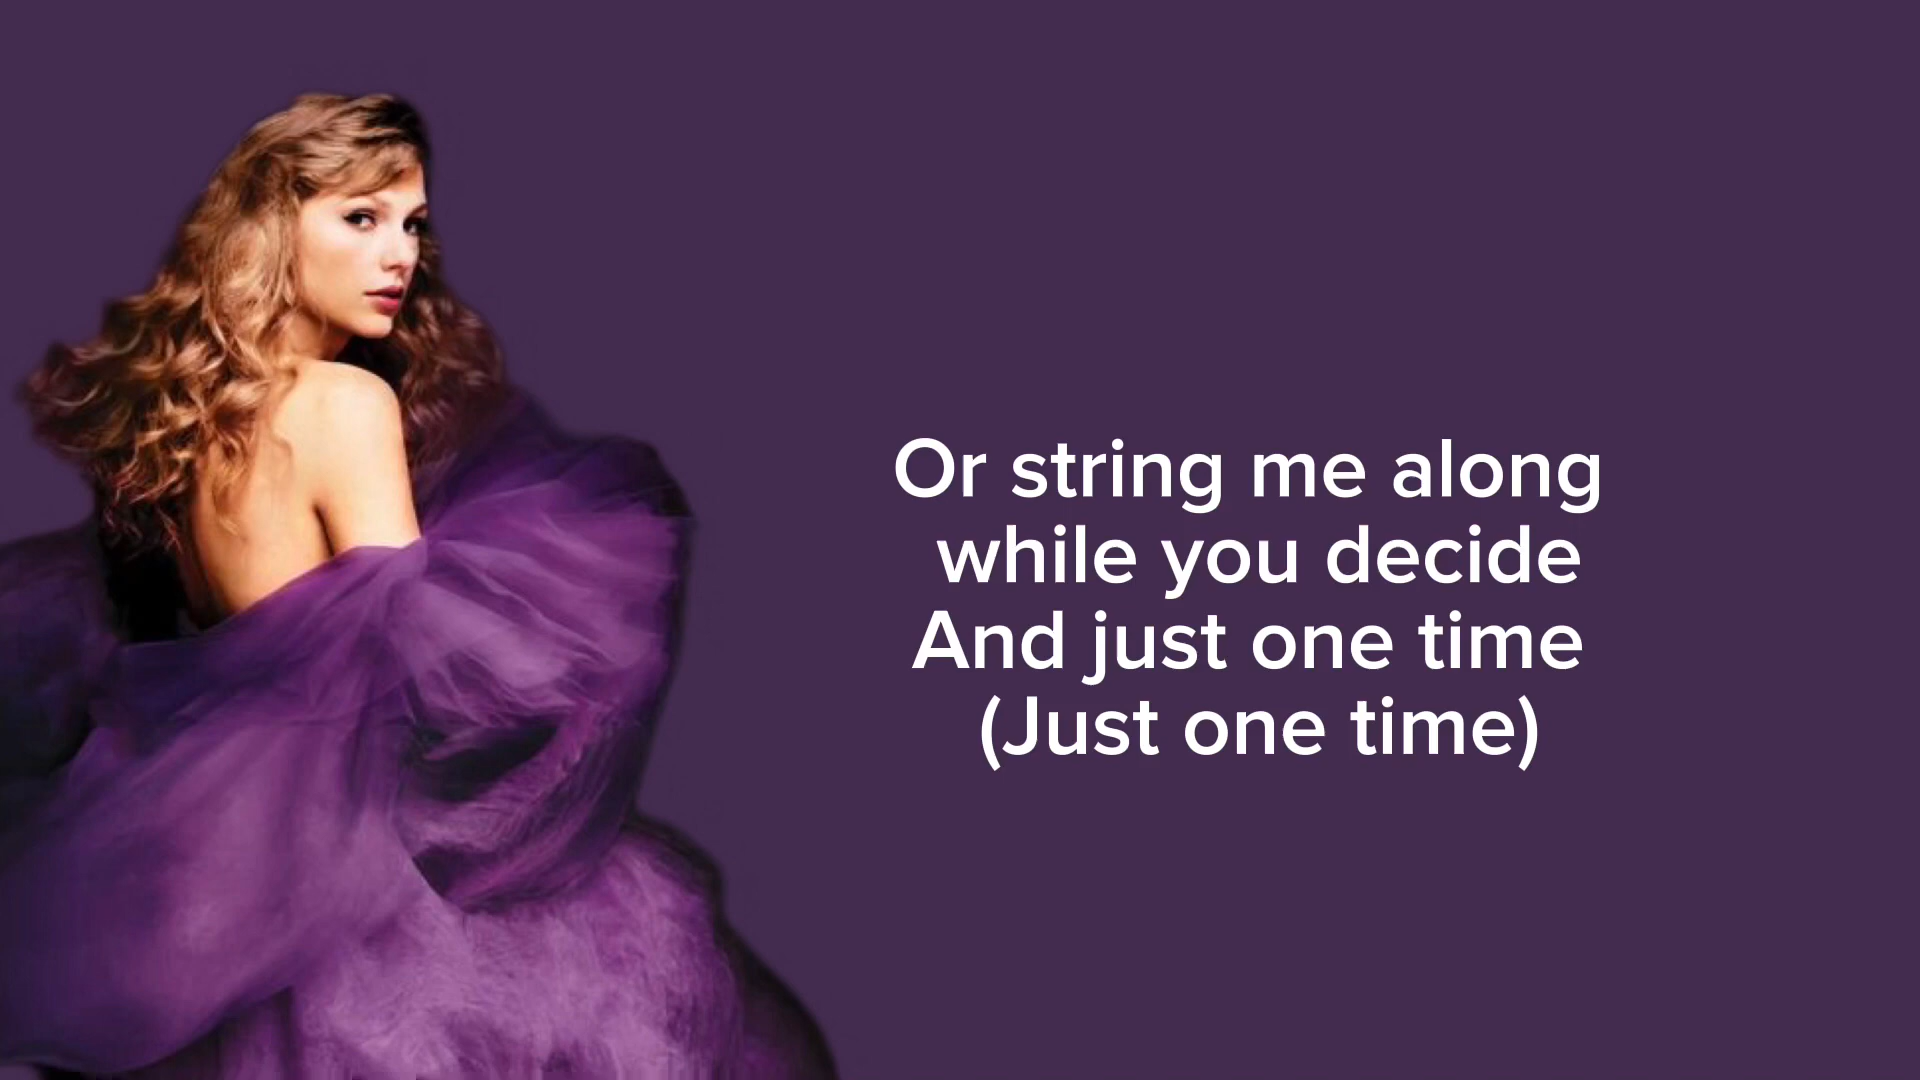 Or string me along
while you decide
And just one time
(Just one time)